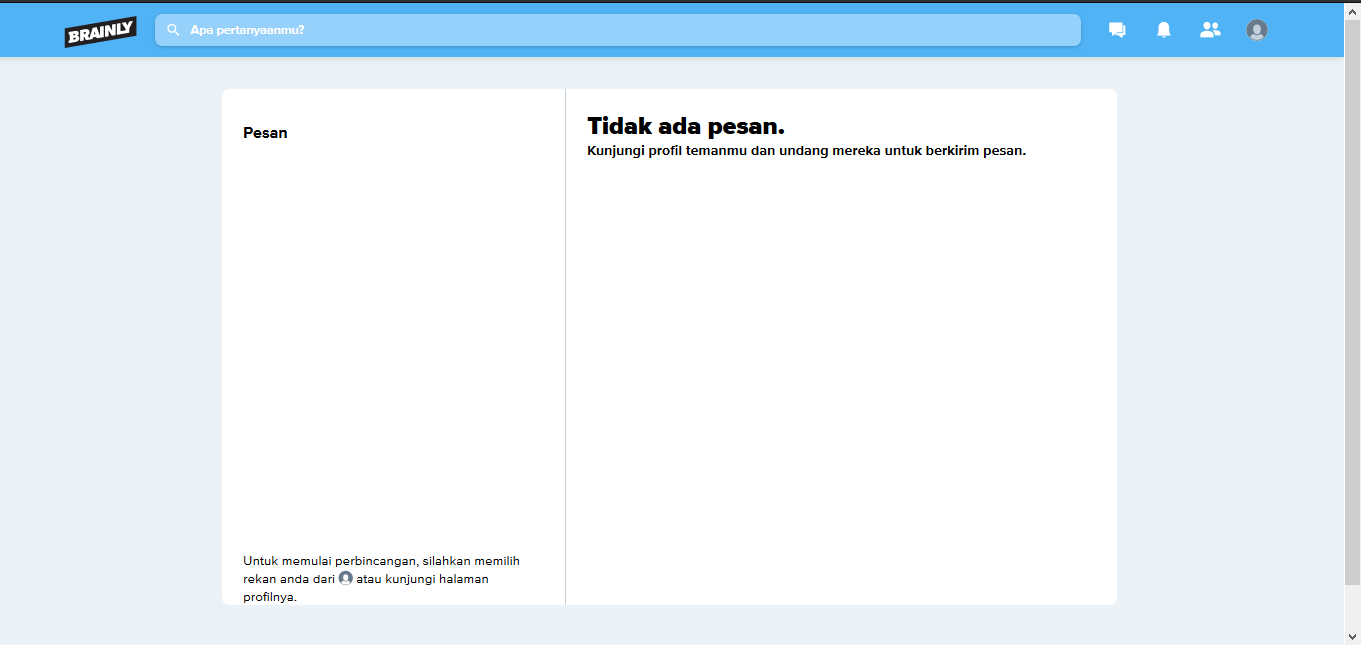 BRAINLY
Apa pertanyaanmu?
Pesan
Tidak ada pesan.
Kunjungi profil temanmu dan undang mereka untuk berkirim pesan.
Untuk memulai perbincangan, silahkan memilih
rekan anda dari atau kunjungi halaman
profilnya.